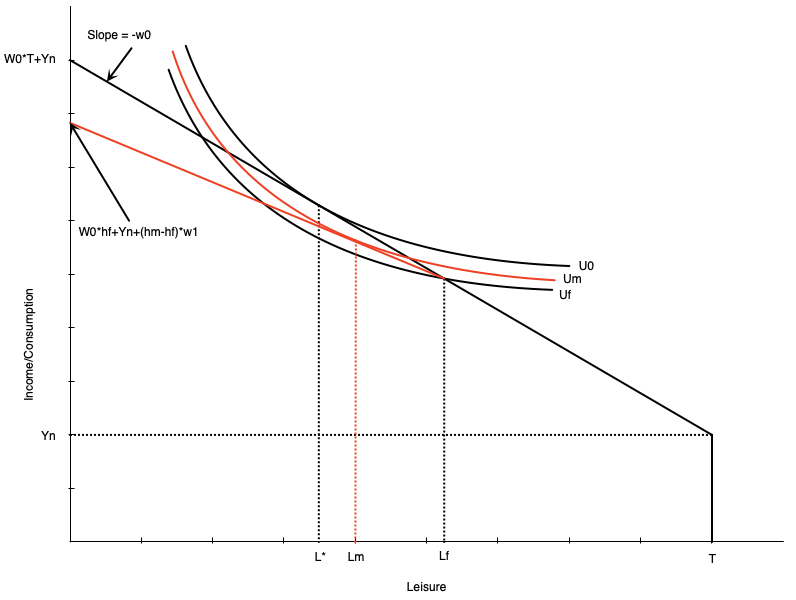 Slope = -w0
W0*T+Yn
W0*hf+Yn+(hm-hf)*w1
U0
Um
Uf
Income/Consumption
Yn
L*
Lm
Lf
T
Leisure